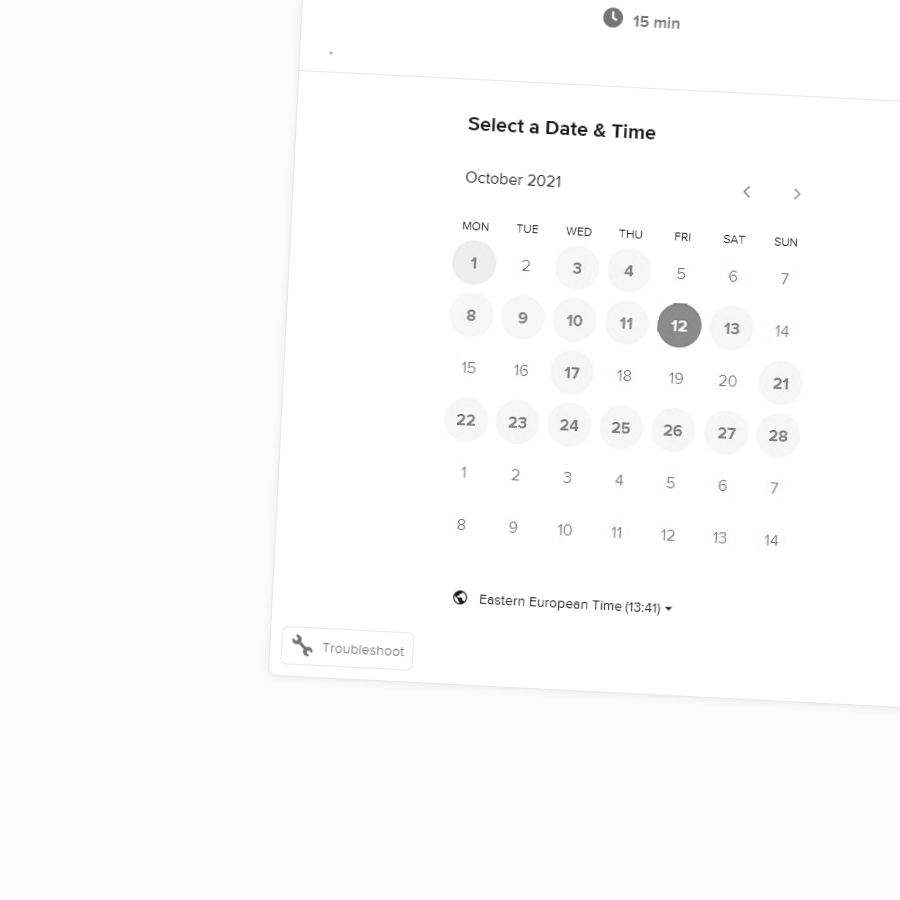 15 min
.
Select a Date & Time
October 2021
MON TUE WED THU FRI SAT SUN
1 2 3 4 5 6 7
8 9 10 11 12 13 14
15 16 17 18 19 20 21
22 23 24 25 26 27 28
1 2 3 4 5 6 7
8 9 10 11 12 13 14
Eastern European Time (13:41)
Troubleshoot